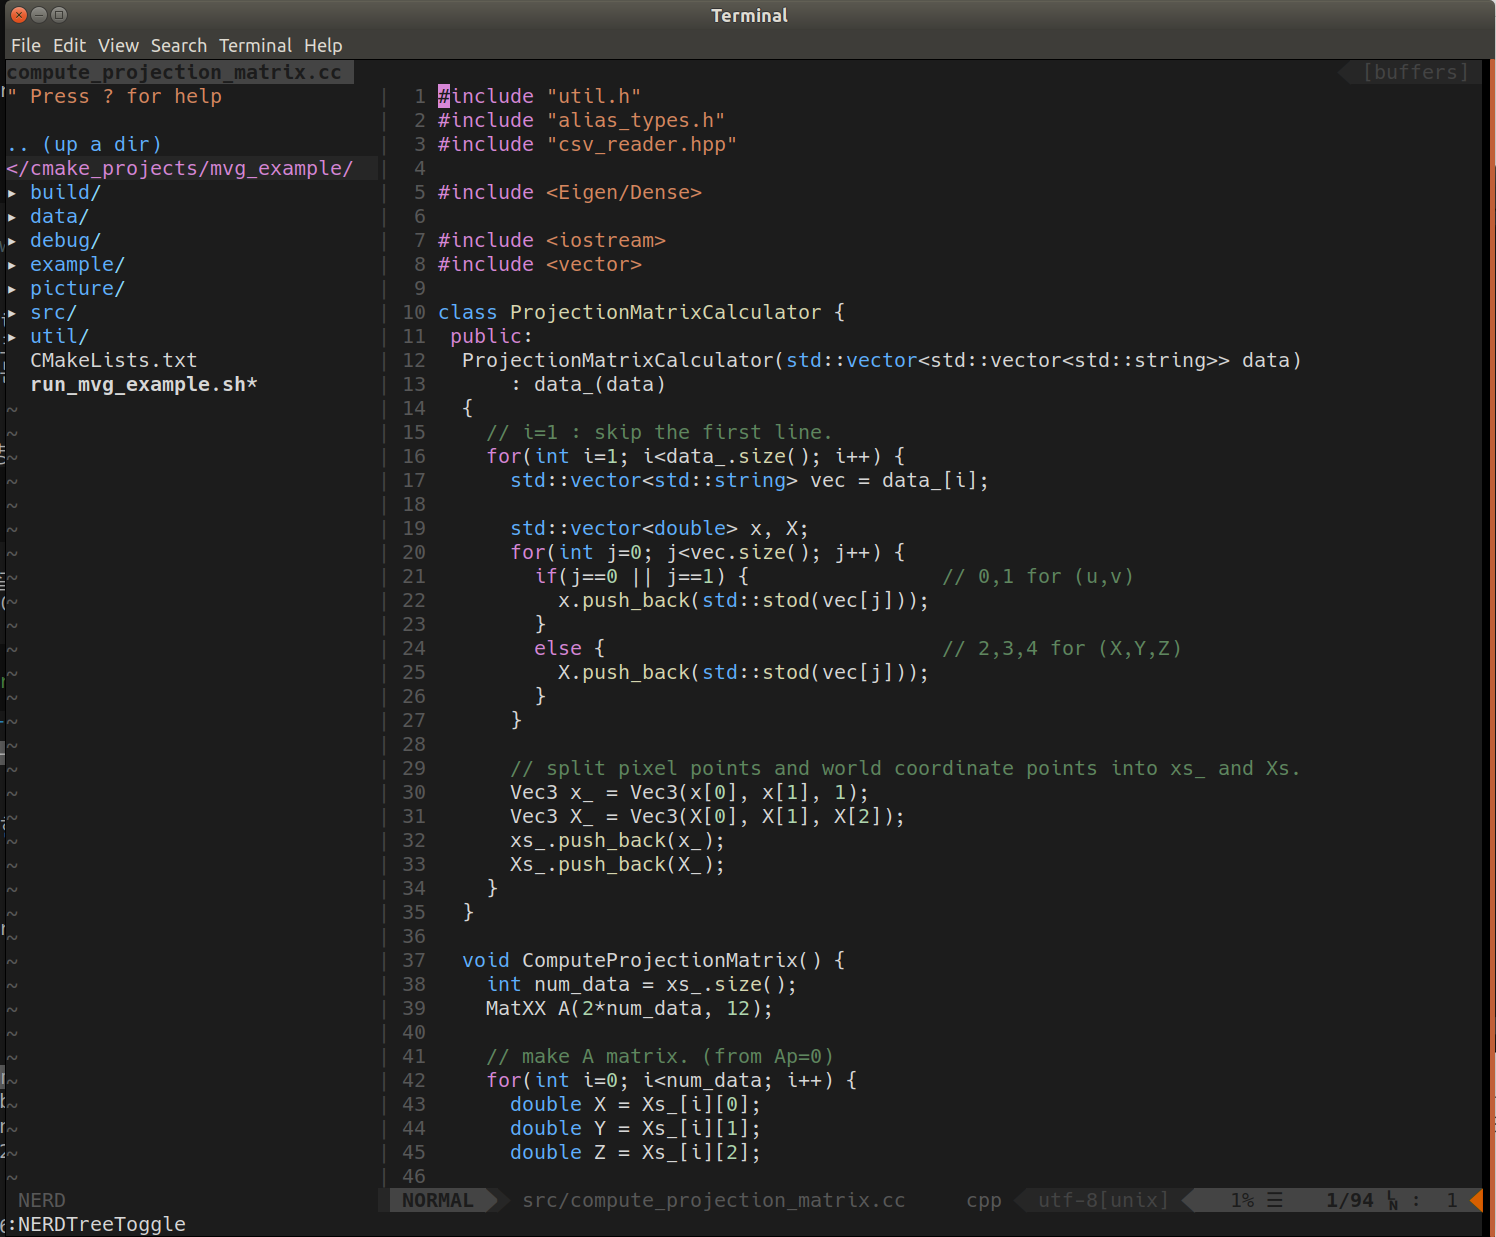 Terminal
File Edit View Search Terminal Help
compute_projection_matrix.cc [buffers]
" Press ? for help
.. (up a dir)
</cmake_projects/mvg_example/
▸ build/
▸ data/
▸ debug/
▸ example/
▸ picture/
▸ src/
▸ util/
CMakeLists.txt
run_mvg_example.sh*
1 #include "util.h"
2 #include "alias_types.h"
3 #include "csv_reader.hpp"
4
5 #include <Eigen/Dense>
6
7 #include <iostream>
8 #include <vector>
9
10 class ProjectionMatrixCalculator {
11  public:
12   ProjectionMatrixCalculator(std::vector<std::vector<std::string>> data)
13       : data_(data)
14   {
15     // i=1 : skip the first line.
16     for(int i=1; i<data_.size(); i++) {
17       std::vector<std::string> vec = data_[i];
18
19       std::vector<double> x, X;
20       for(int j=0; j<vec.size(); j++) {
21         if(j==0 || j==1) {                // 0,1 for (u,v)
22           x.push_back(std::stod(vec[j]));
23         }
24         else {                            // 2,3,4 for (X,Y,Z)
25           X.push_back(std::stod(vec[j]));
26         }
27       }
28
29       // split pixel points and world coordinate points into xs_ and Xs.
30       Vec3 x_ = Vec3(x[0], x[1], 1);
31       Vec3 X_ = Vec3(X[0], X[1], X[2]);
32       xs_.push_back(x_);
33       Xs_.push_back(X_);
34     }
35   }
36
37   void ComputeProjectionMatrix() {
38     int num_data = xs_.size();
39     MatXX A(2*num_data, 12);
40
41     // make A matrix. (from Ap=0)
42     for(int i=0; i<num_data; i++) {
43       double X = Xs_[i][0];
44       double Y = Xs_[i][1];
45       double Z = Xs_[i][2];
46
NERD NORMAL src/compute_projection_matrix.cc cpp utf-8[unix] 1% ☰ 1/94 ㏑ : 1
:NERDTreeToggle